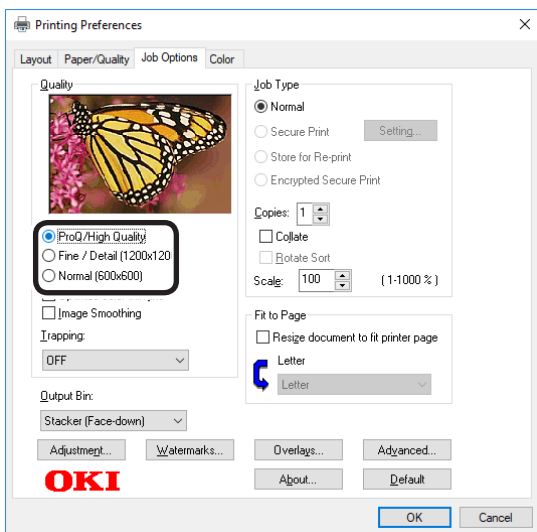 Printing Preferences
Layout Paper/Quality Job Options Color
Quality
ProQ/High Quality
Fine / Detail (1200x120
Normal (600x600)
Image Smoothing
Trapping:
OFF
Output Bin:
Stacker (Face-down)
Job Type
Normal
Secure Print Setting...
Store for Re-print
Encrypted Secure Print
Copies: 1
Collate
Rotate Sort
Scale: 100 (1-1000 %)
Fit to Page
Resize document to fit printer page
Letter
Letter
Adjustment... Watermarks... Overlays... Advanced...
OKI About... Default
OK Cancel